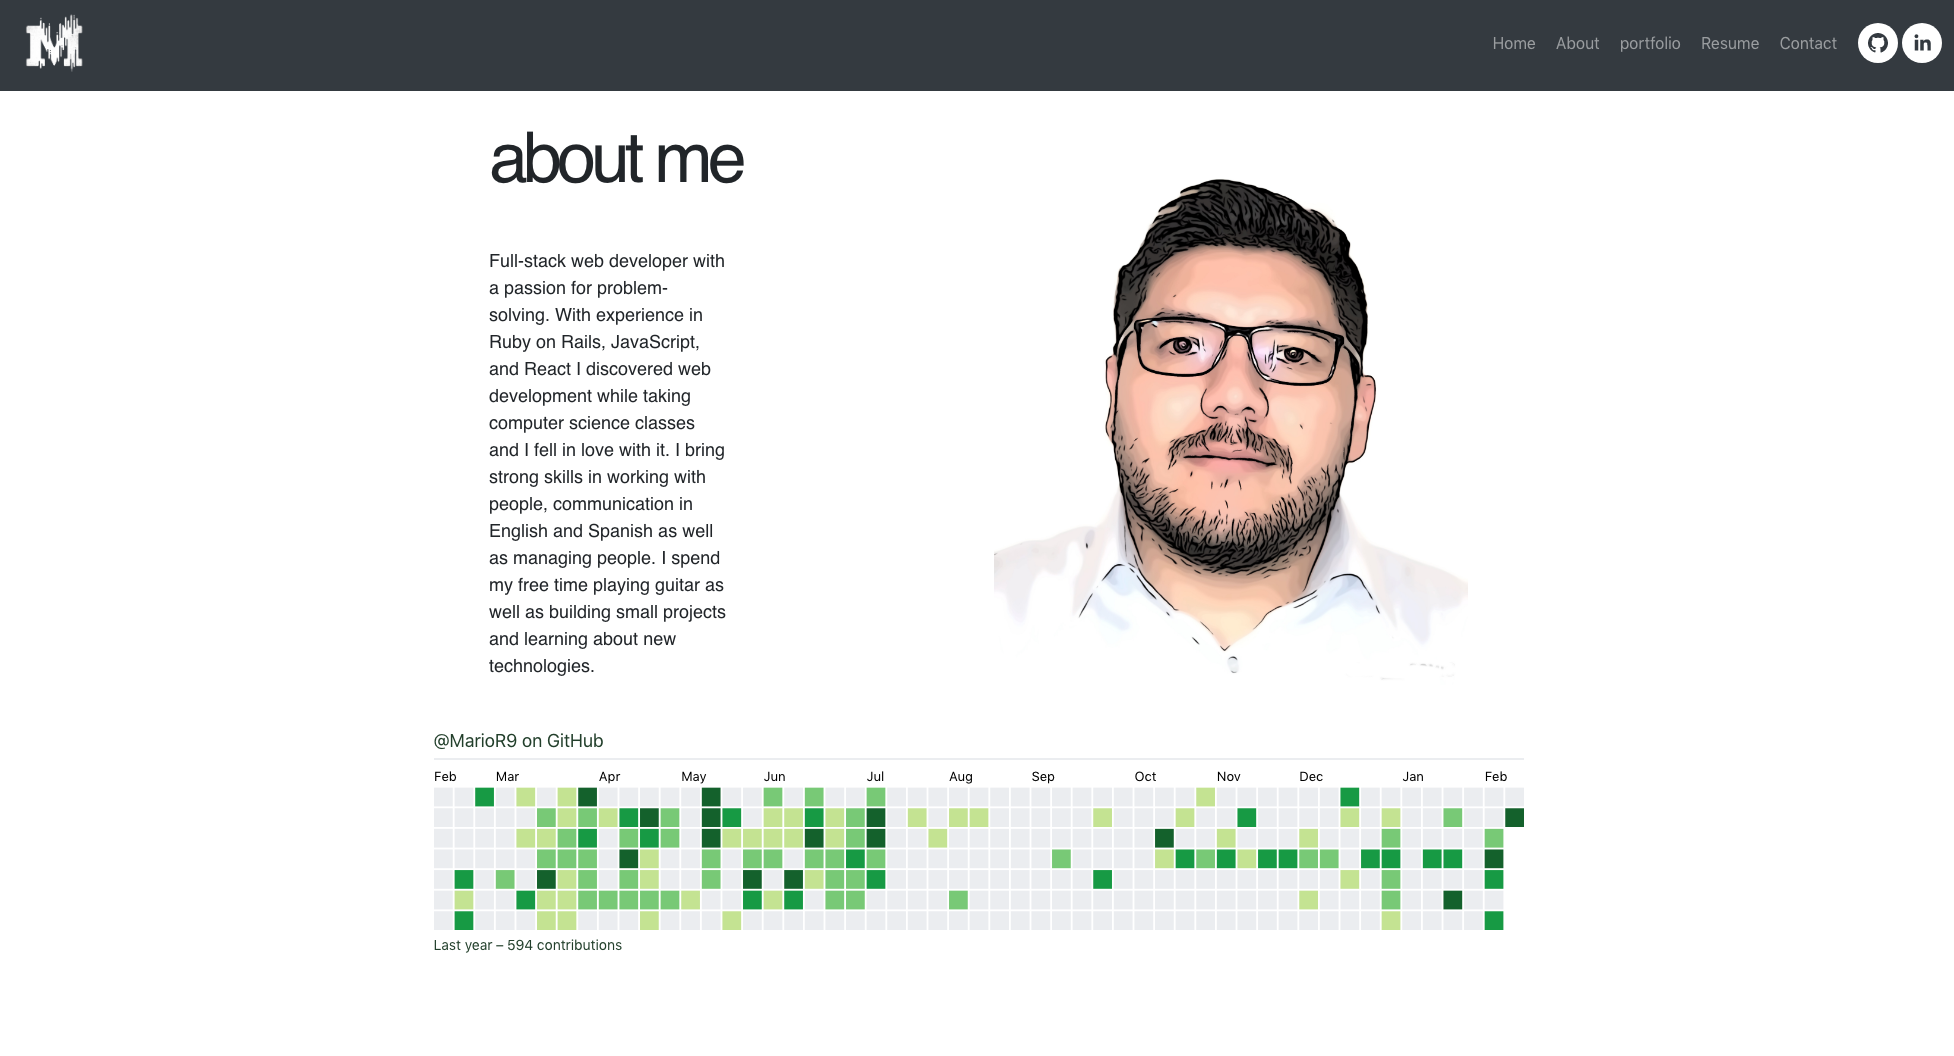 M
Home About portfolio Resume Contact in
about me
Full-stack web developer with
a passion for problem-
solving. With experience in
Ruby on Rails, JavaScript,
and React I discovered web
development while taking
computer science classes
and I fell in love with it. I bring
strong skills in working with
people, communication in
English and Spanish as well
as managing people. I spend
my free time playing guitar as
well as building small projects
and learning about new
technologies.
@MarioR9 on GitHub
Feb Mar Apr May Jun Jul Aug Sep Oct Nov Dec Jan Feb
Last year – 594 contributions